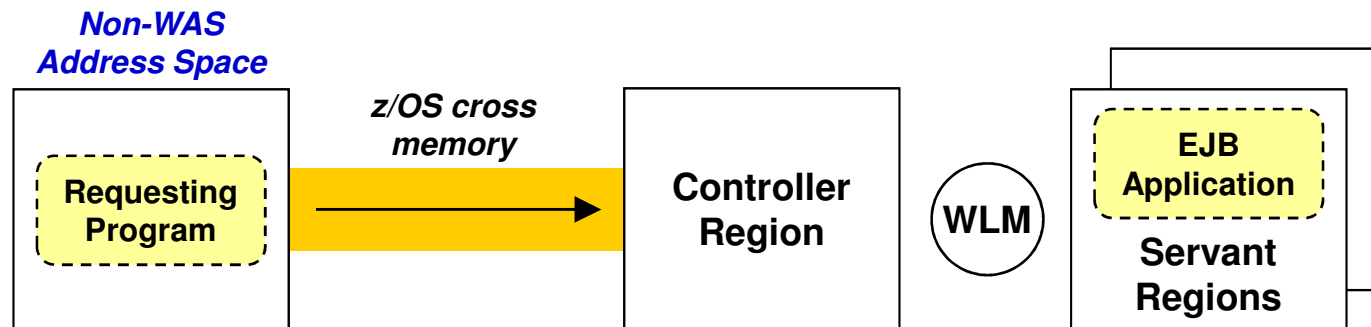 Non-WAS
Address Space
z/OS cross
memory
Requesting
Program
Controller
Region
WLM
EJB
Application
Servant
Regions